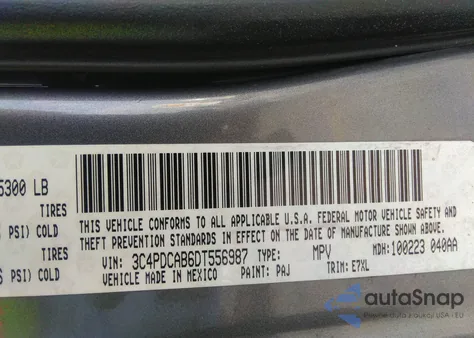 5300 LB
TIRES
PSI) COLD
TIRES
PSI) COLD
THIS VEHICLE CONFORMS TO ALL APPLICABLE U.S.A. FEDERAL MOTOR VEHICLE SAFETY AND
THEFT PREVENTION STANDARDS IN EFFECT ON THE DATE OF MANUFACTURE SHOWN ABOVE.
VIN: 3C4PDCAB6DT556987 TYPE: MPV MDH: 100223 040AA
VEHICLE MADE IN MEXICO PAINT: PAJ TRIM: E7XL
autoSnap